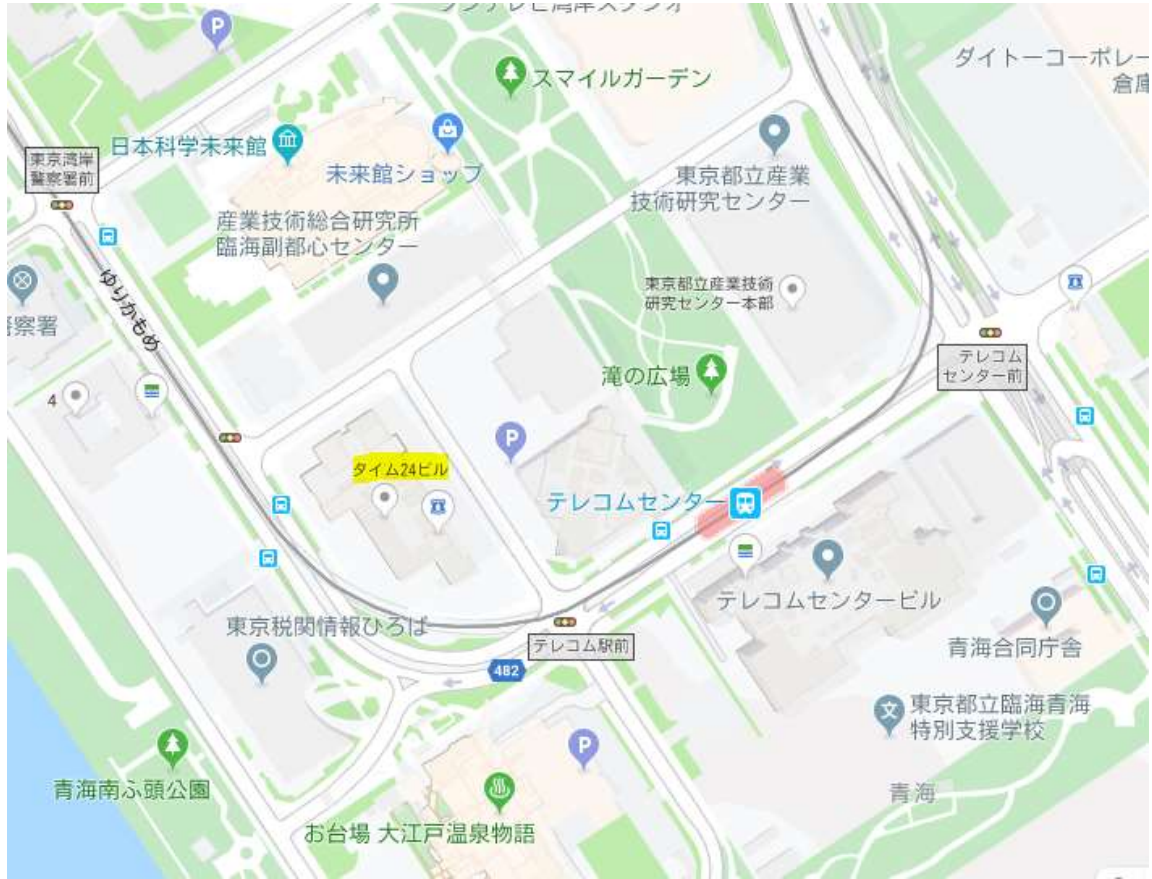 スマイルガーデン
ダイトーコーポレー
倉庫
日本科学未来館
東京湾岸
警察署前
未来館ショップ
東京都立産業
技術研究センター
産業技術総合研究所
臨海副都心センター
ゆりかもめ
東京都立産業技術
研究センター本部
警察署
テレコム
センター前
滝の広場
4
P
P
タイム24ビル
テレコムセンター
テレコムセンタービル
東京税関情報ひろば
テレコム駅前
青海合同庁舎
482
文
東京都立臨海青海
特別支援学校
P
青海南ふ頭公園
青海
お台場 大江戸温泉物語